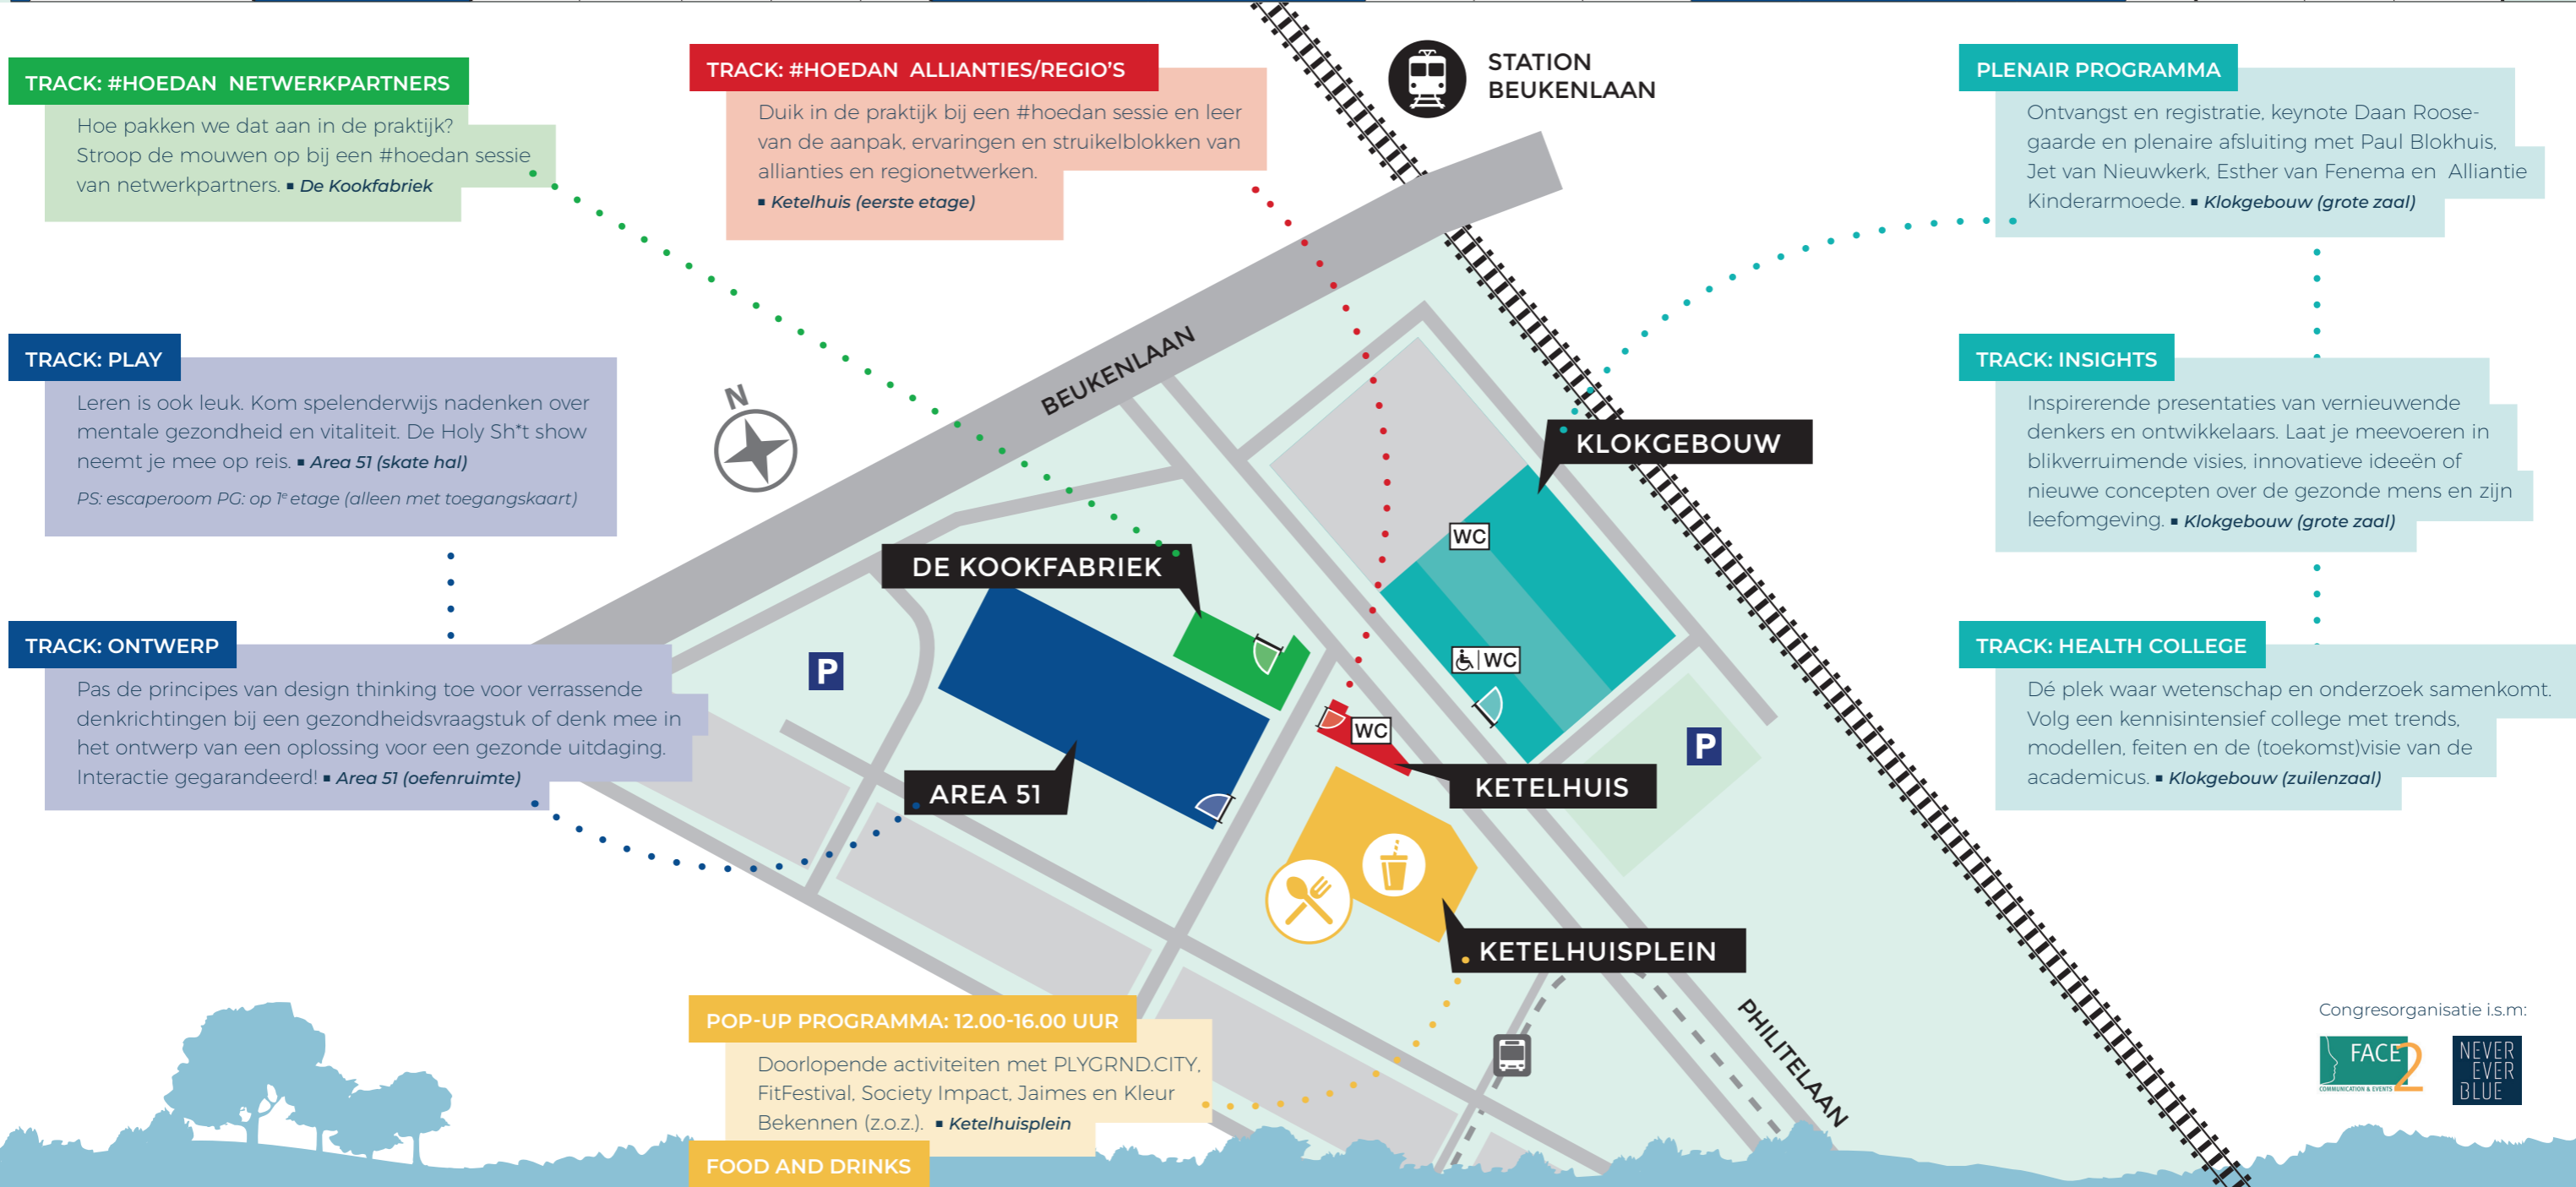 TRACK: #HOEDAN NETWERKPARTNERS
Hoe pakken we dat aan in de praktijk?
Stroop de mouwen op bij een #hoedan sessie
van netwerkpartners. ▪ De Kookfabriek
TRACK: #HOEDAN ALLIANTIES/REGIO'S
Duik in de praktijk bij een #hoedan sessie en leer
van de aanpak, ervaringen en struikelblokken van
allianties en regionetwerken.
▪ Ketelhuis (eerste etage)
STATION
BEUKENLAAN
PLENAIR PROGRAMMA
Ontvangst en registratie, keynote Daan Roose-
gaarde en plenaire afsluiting met Paul Blokhuis,
Jet van Nieuwkerk, Esther van Fenema en Alliantie
Kinderarmoede. ▪ Klokgebouw (grote zaal)
TRACK: PLAY
Leren is ook leuk. Kom spelenderwijs nadenken over
mentale gezondheid en vitaliteit. De Holy Sh*t show
neemt je mee op reis. ▪ Area 51 (skate hal)
PS: escaperoom PG: op 1e etage (alleen met toegangskaart)
N
BEUKENLAAN
TRACK: INSIGHTS
Inspirerende presentaties van vernieuwende
denkers en ontwikkelaars. Laat je meevoeren in
blikverruimende visies, innovatieve ideeën of
nieuwe concepten over de gezonde mens en zijn
leefomgeving. ▪ Klokgebouw (grote zaal)
KLOKGEBOUW
WC
DE KOOKFABRIEK
WC
P
TRACK: ONTWERP
Pas de principes van design thinking toe voor verrassende
denkrichtingen bij een gezondheidsvraagstuk of denk mee in
het ontwerp van een oplossing voor een gezonde uitdaging.
Interactie gegarandeerd! ▪ Area 51 (oefenruimte)
TRACK: HEALTH COLLEGE
Dé plek waar wetenschap en onderzoek samenkomt.
Volg een kennisintensief college met trends,
modellen, feiten en de (toekomst)visie van de
academicus. ▪ Klokgebouw (zuilenzaal)
WC
P
AREA 51
KETELHUIS
KETELHUISPLEIN
PHILITELAAN
POP-UP PROGRAMMA: 12.00-16.00 UUR
Doorlopende activiteiten met PLYGRND.CITY,
FitFestival, Society Impact, Jaimes en Kleur
Bekennen (z.o.z.). ▪ Ketelhuisplein
FOOD AND DRINKS
Congresorganisatie i.s.m:
FACE
2
COMMUNICATION & EVENTS
NEVER
EVER
BLUE